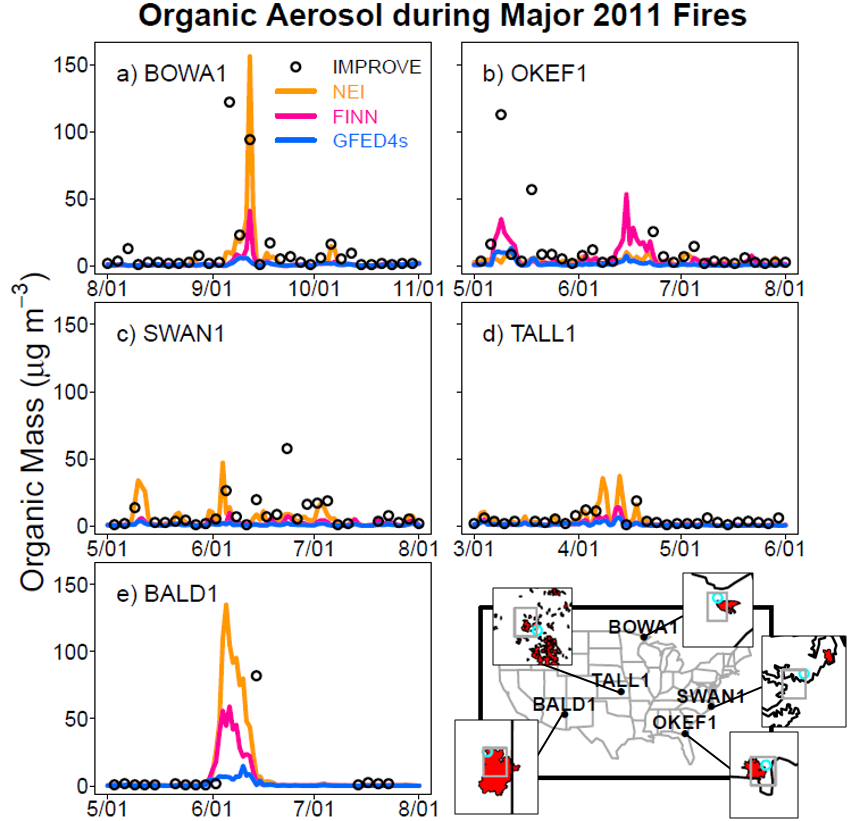 Organic Aerosol during Major 2011 Fires
Organic Mass (μg m−3)
a) BOWA1
IMPROVE
NEI
FINN
GFED4s
150
100
50
0
8/01 9/01 10/01 11/01
b) OKEF1
5/01 6/01 7/01 8/01
c) SWAN1
150
100
50
0
5/01 6/01 7/01 8/01
d) TALL1
3/01 4/01 5/01 6/01
e) BALD1
150
100
50
0
5/01 6/01 7/01 8/01
BOWA1
TALL1
BALD1
SWAN1
OKEF1